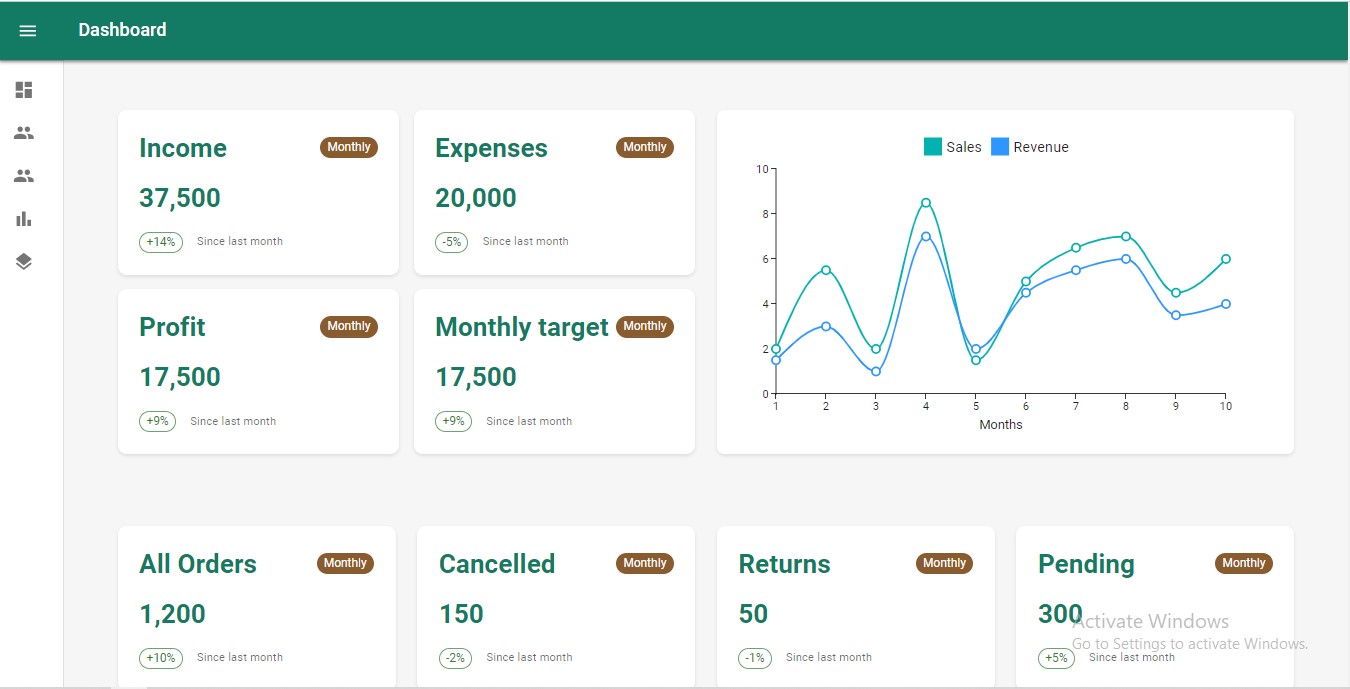 Dashboard
Income Monthly
37,500
+14% Since last month
Expenses Monthly
20,000
-5% Since last month
Profit Monthly
17,500
+9% Since last month
Monthly target Monthly
17,500
+9% Since last month
Sales Revenue
10
8
6
4
2
0
1 2 3 4 5 6 7 8 9 10
Months
All Orders Monthly
1,200
+10% Since last month
Cancelled Monthly
150
-2% Since last month
Returns Monthly
50
-1% Since last month
Pending Monthly
300
+5% Since last month
Activate Windows
Go to Settings to activate Windows.